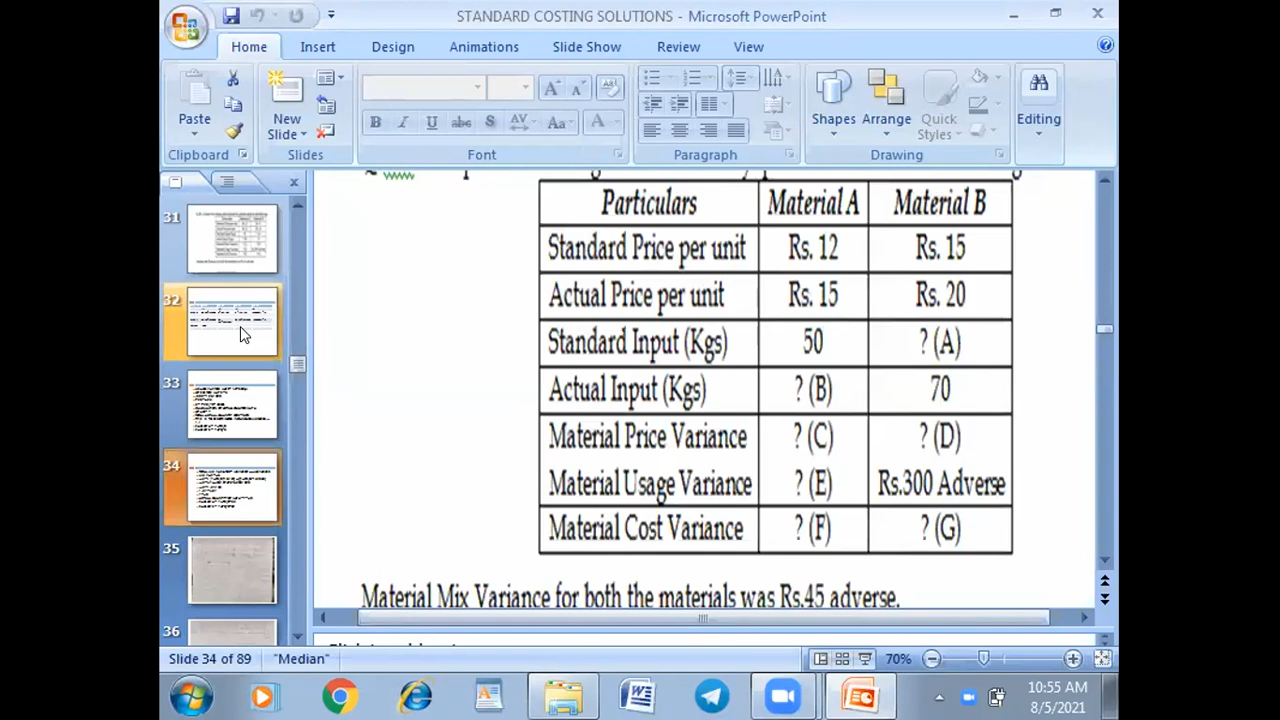 STANDARD COSTING SOLUTIONS - Microsoft PowerPoint
Home Insert Design Animations Slide Show Review View
Paste
New Slide
Shapes Arrange Quick Styles
Editing
Clipboard Slides Font Paragraph Drawing
31
32
33
34
35
36
Particulars Material A Material B
Standard Price per unit Rs. 12 Rs. 15
Actual Price per unit Rs. 15 Rs. 20
Standard Input (Kgs) 50 ? (A)
Actual Input (Kgs) ? (B) 70
Material Price Variance ? (C) ? (D)
Material Usage Variance ? (E) Rs.300 Adverse
Material Cost Variance ? (F) ? (G)
Material Mix Variance for both the materials was Rs.45 adverse.
Slide 34 of 89 "Median" 70%
10:55 AM
8/5/2021